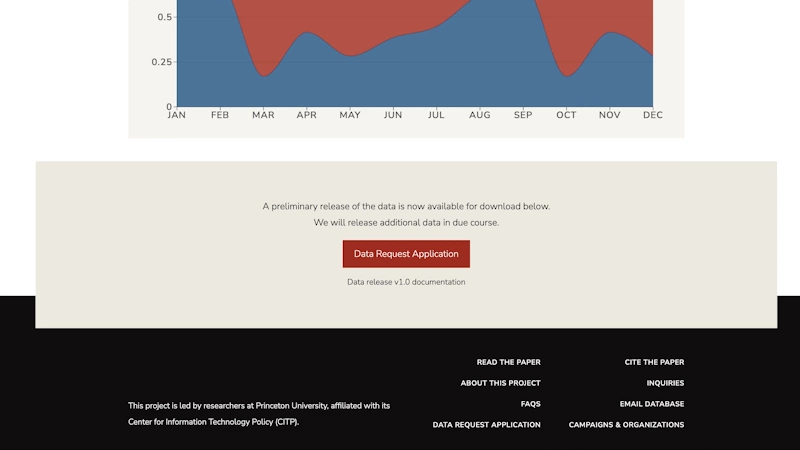 0.5
0.25
0
JAN FEB MAR APR MAY JUN JUL AUG SEP OCT NOV DEC
A preliminary release of the data is now available for download below.
We will release additional data in due course.
Data Request Application
Data release v1.0 documentation
READ THE PAPER
ABOUT THIS PROJECT
FAQS
DATA REQUEST APPLICATION
CITE THE PAPER
INQUIRIES
EMAIL DATABASE
CAMPAIGNS & ORGANIZATIONS
This project is led by researchers at Princeton University, affiliated with its
Center for Information Technology Policy (CITP).